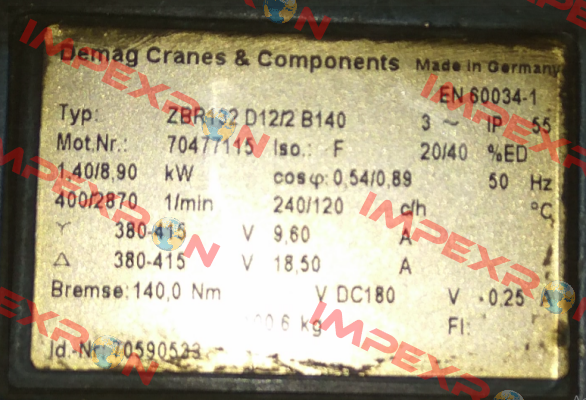 Demag Cranes & Components Made in Germany
EN 60034-1
Typ: ZBR132 D12/2 B140 3 ~ IP 55
Mot.Nr.: 70477115 Iso.: F 20/40 %ED
1,40/8,90 kW cosφ: 0,54/0,89 50 Hz
400/2870 1/min 240/120 c/h °C
Y 380-415 V 9,60 A
Δ 380-415 V 18,50 A
Bremse: 140,0 Nm V DC180 V 0,25 A
kg Fl:
Id.-Nr. 70590533
IMPEXRON